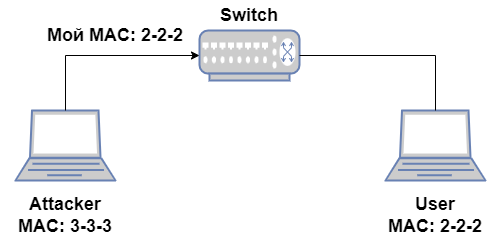 Switch
Мой MAC: 2-2-2
Attacker
MAC: 3-3-3
User
MAC: 2-2-2